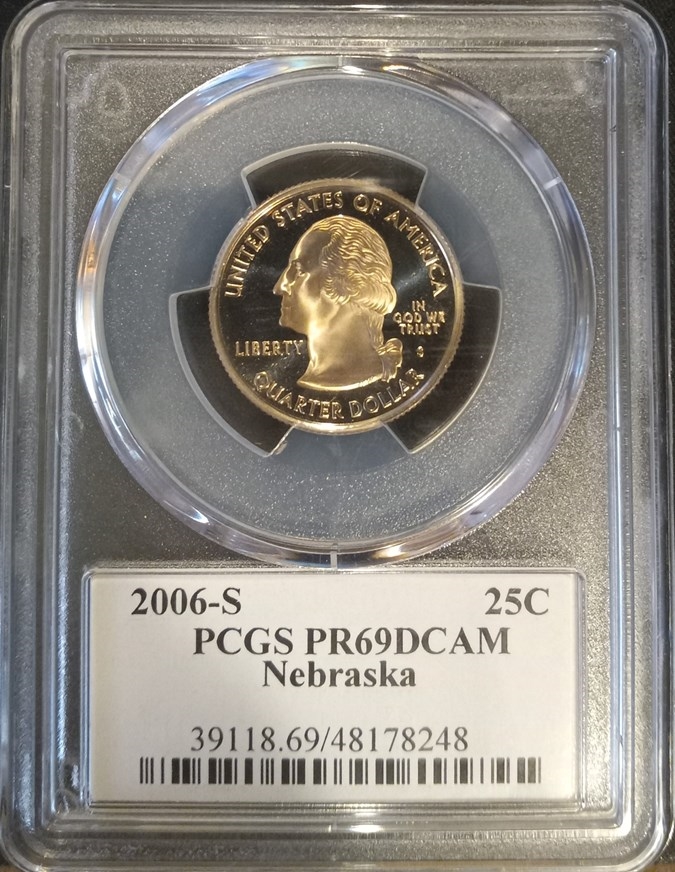 UNITED STATES OF AMERICA
IN
GOD WE
TRUST
LIBERTY
S
QUARTER DOLLAR
2006-S 25C
PCGS PR69DCAM
Nebraska
39118.69/48178248